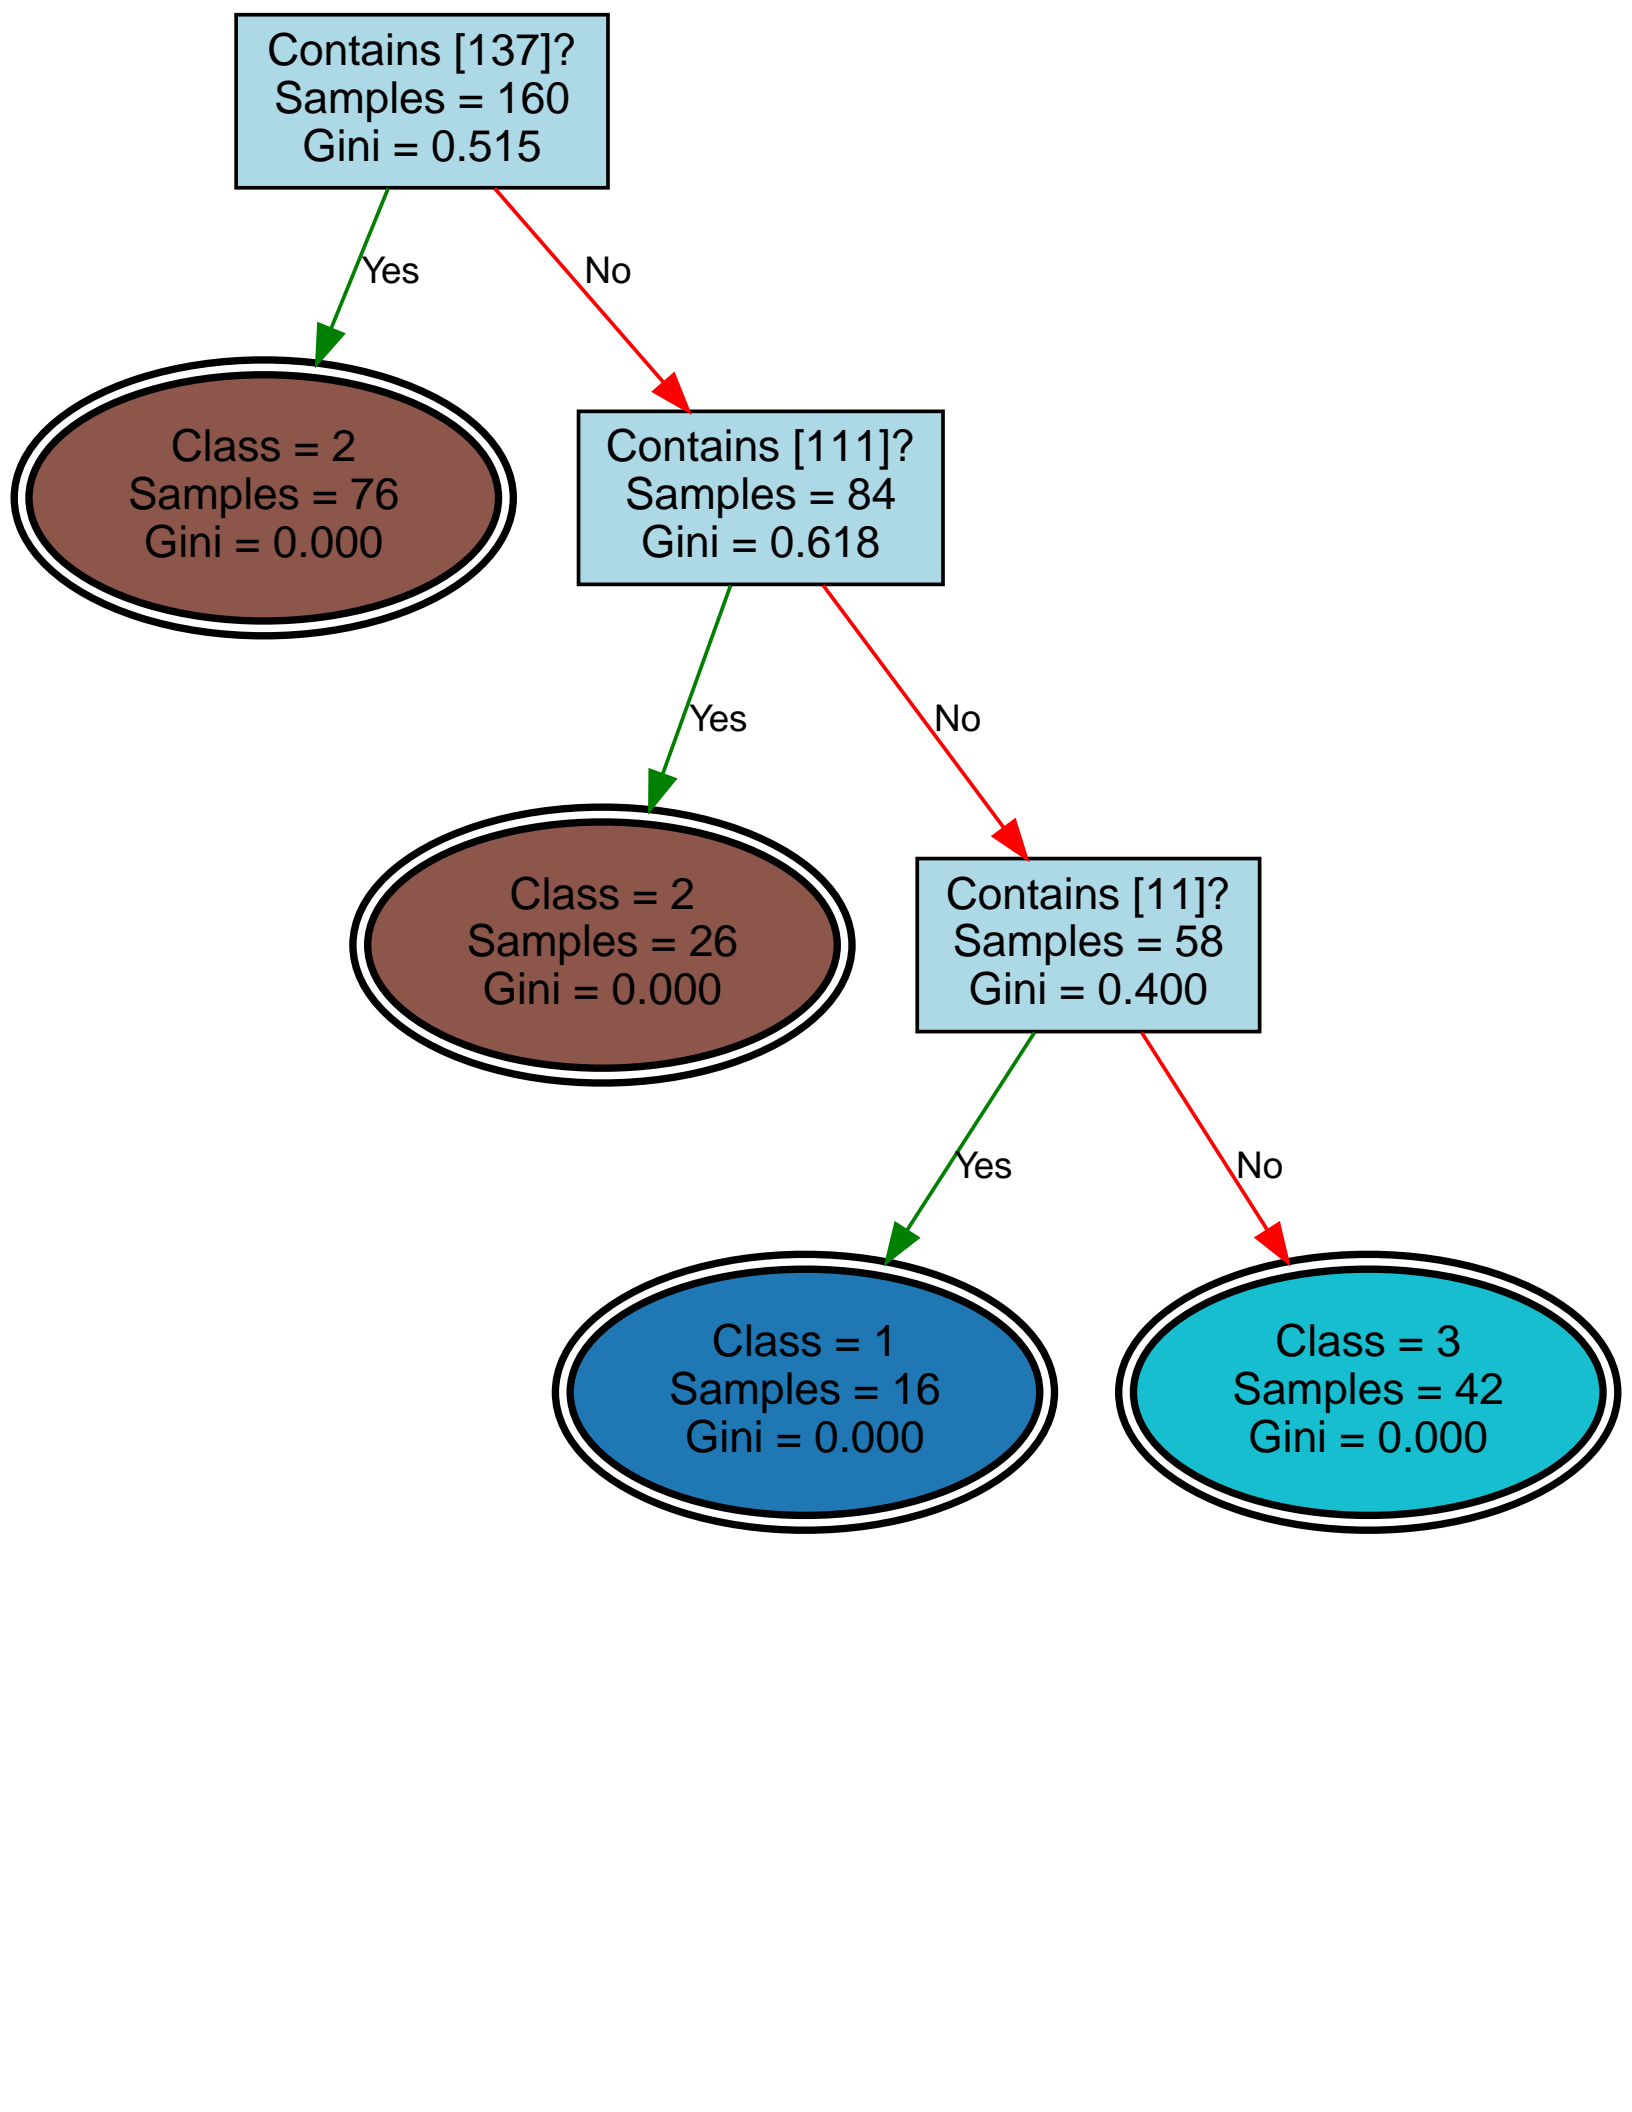 Contains [137]?
Samples = 160
Gini = 0.515
Yes
No
Class = 2
Samples = 76
Gini = 0.000
Contains [111]?
Samples = 84
Gini = 0.618
Yes
No
Class = 2
Samples = 26
Gini = 0.000
Contains [11]?
Samples = 58
Gini = 0.400
Yes
No
Class = 1
Samples = 16
Gini = 0.000
Class = 3
Samples = 42
Gini = 0.000